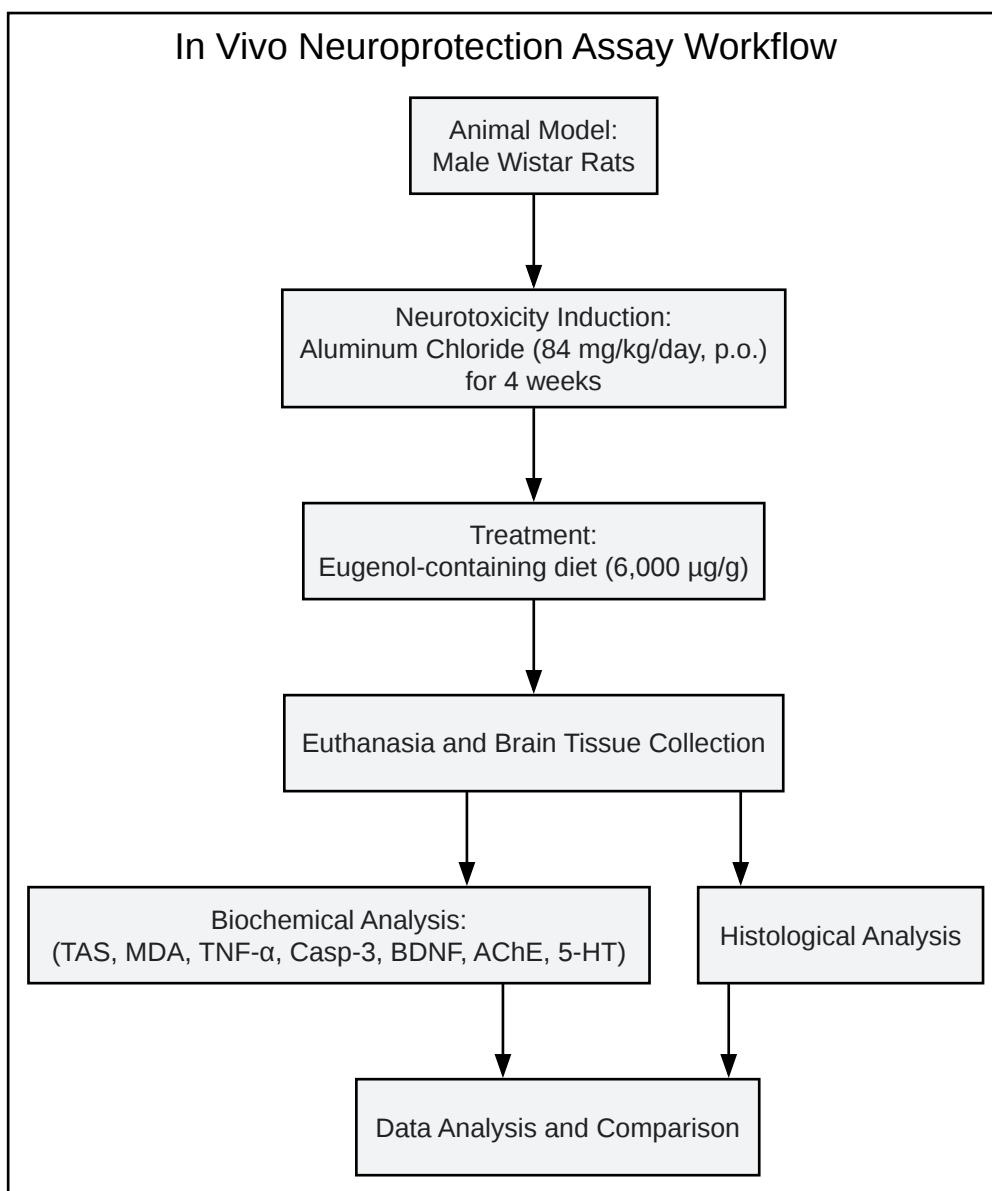 In Vivo Neuroprotection Assay Workflow
Animal Model:
Male Wistar Rats
Neurotoxicity Induction:
Aluminum Chloride (84 mg/kg/day, p.o.)
for 4 weeks
Treatment:
Eugenol-containing diet (6,000 µg/g)
Euthanasia and Brain Tissue Collection
Biochemical Analysis:
(TAS, MDA, TNF-α, Casp-3, BDNF, AChE, 5-HT)
Histological Analysis
Data Analysis and Comparison